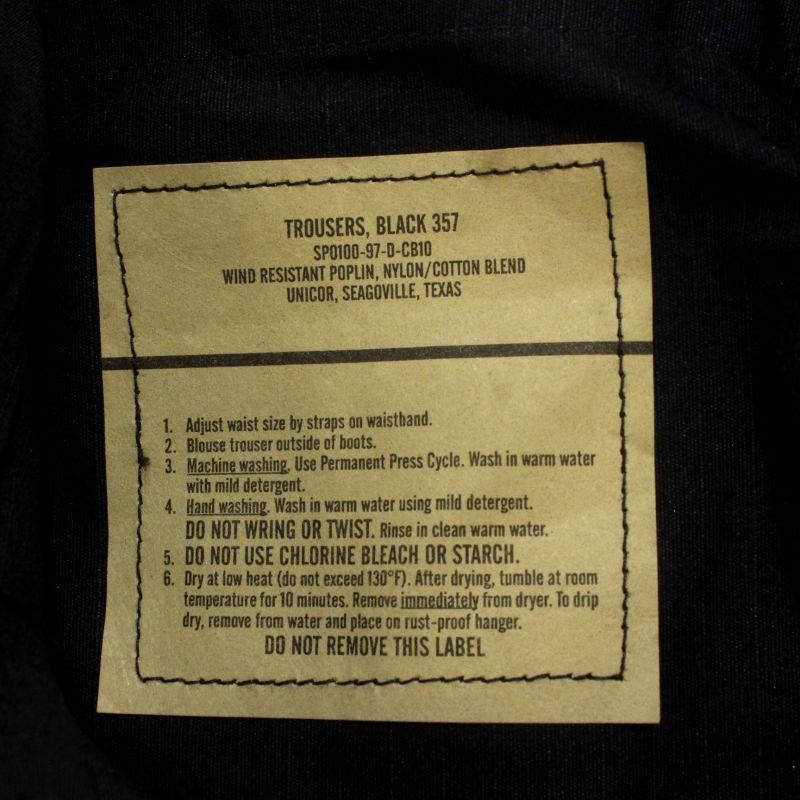 TROUSERS, BLACK 357
SPO100-97-D-CB10
WIND RESISTANT POPLIN, NYLON/COTTON BLEND
UNICOR, SEAGOVILLE, TEXAS
1. Adjust waist size by straps on waistband.
2. Blouse trouser outside of boots.
3. Machine washing. Use Permanent Press Cycle. Wash in warm water
with mild detergent.
4. Hand washing. Wash in warm water using mild detergent.
DO NOT WRING OR TWIST. Rinse in clean warm water.
5. DO NOT USE CHLORINE BLEACH OR STARCH.
6. Dry at low heat (do not exceed 130°F). After drying, tumble at room
temperature for 10 minutes. Remove immediately from dryer. To drip
dry, remove from water and place on rust-proof hanger.
DO NOT REMOVE THIS LABEL